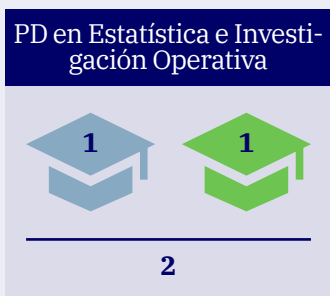 PD en Estatística e Investi-
gación Operativa
1 1
2